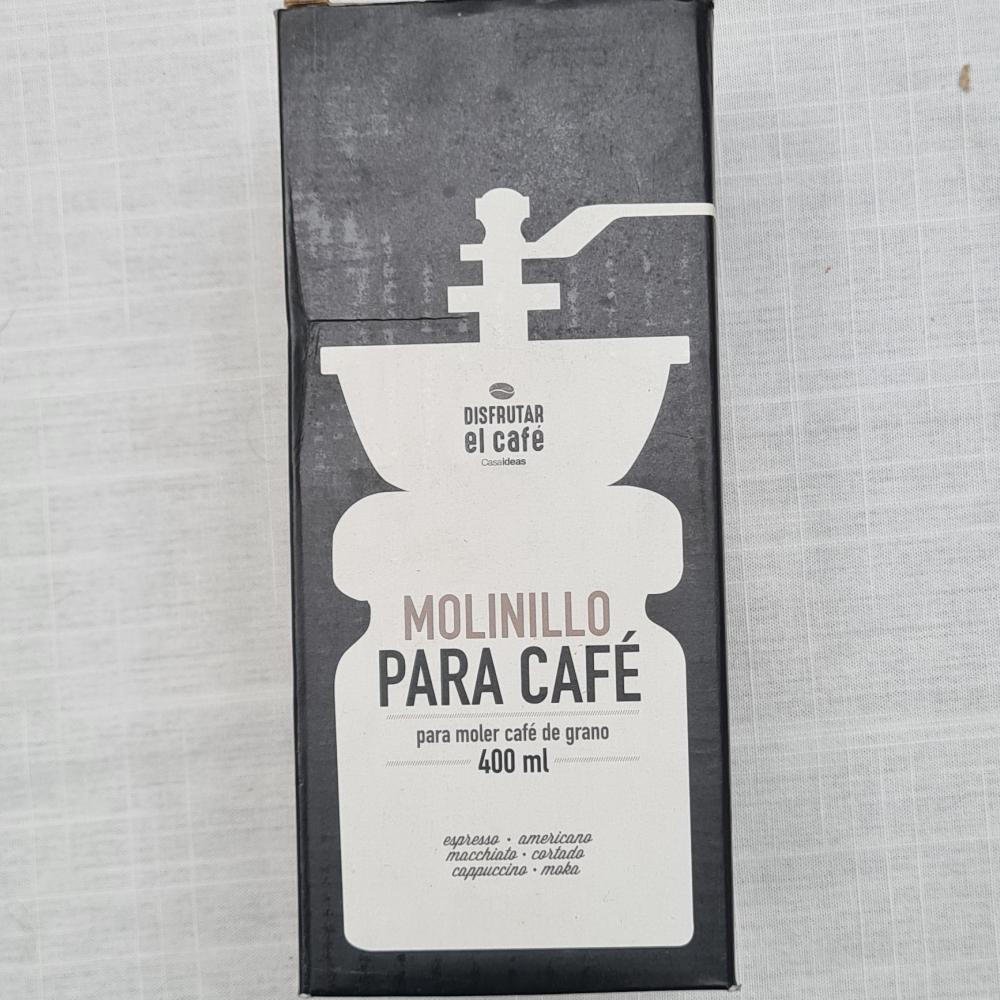 DISFRUTAR
el café
Casaideas
MOLINILLO
PARA CAFÉ
para moler café de grano
400 ml
espresso • americano
macchiato • cortado
cappuccino • moka